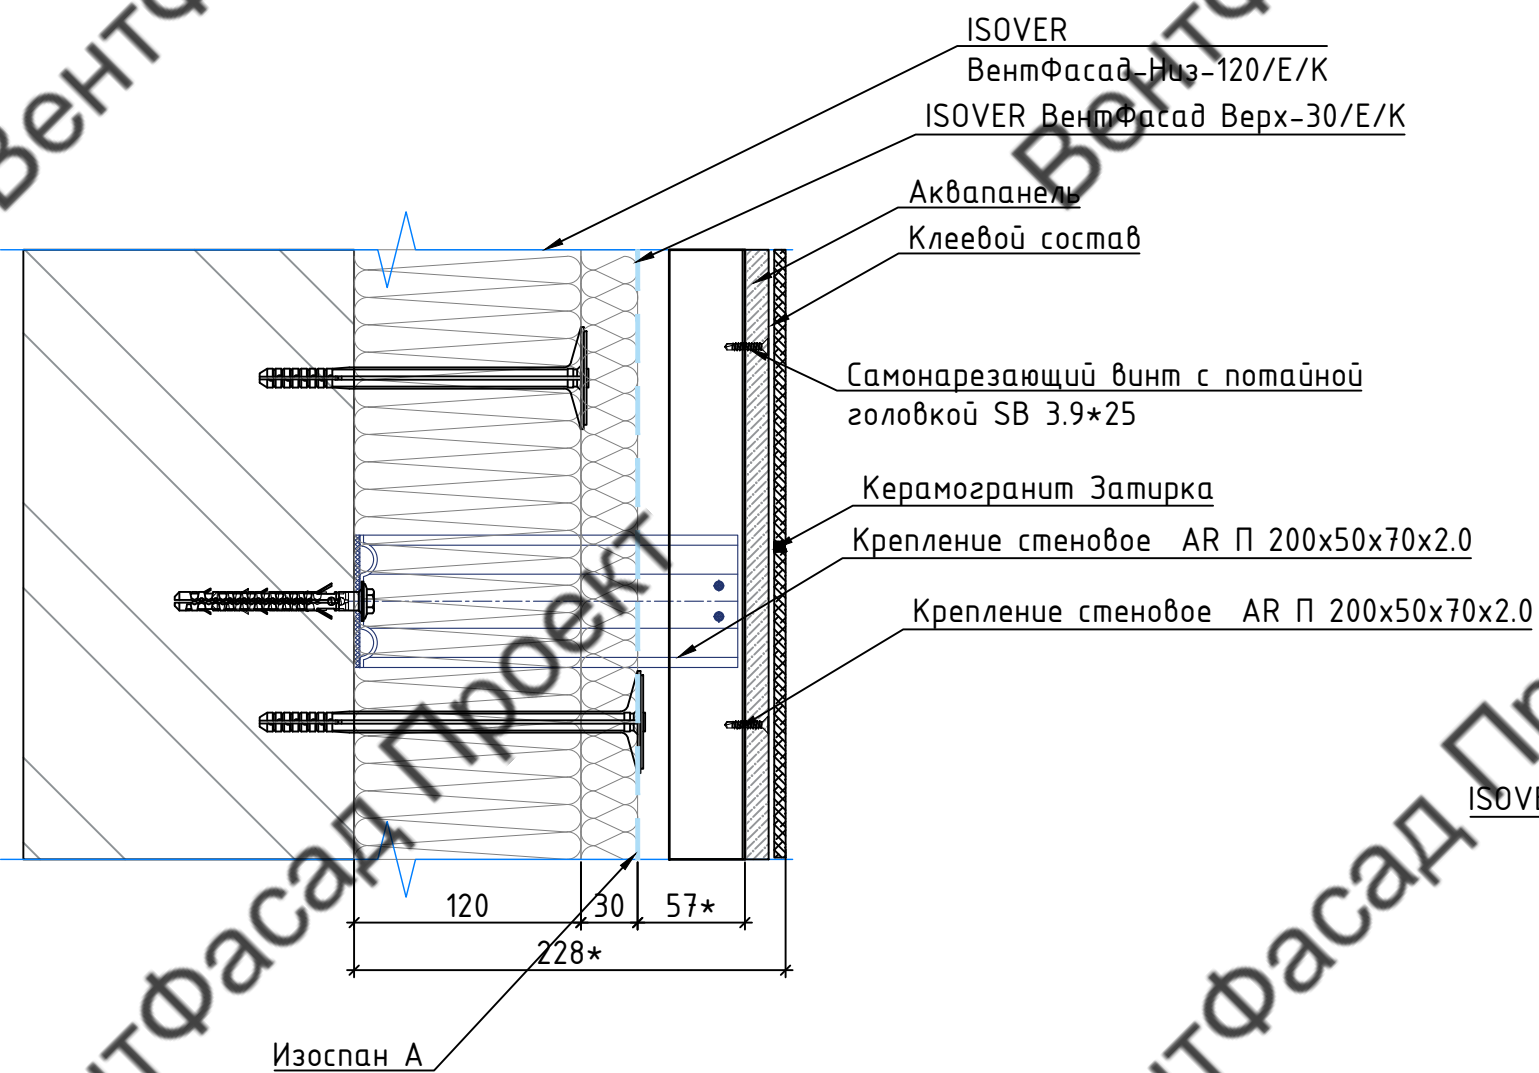 ISOVER
ВентФасад-Низ-120/Е/К
ISOVER ВентФасад Верх-30/Е/К
Аквапанель
Клеевой состав
Самонарезающий винт с потайной
головкой SB 3.9*25
Керамогранит Затирка
Крепление стеновое AR П 200х50х70х2.0
Крепление стеновое AR П 200х50х70х2.0
120
30
57*
228*
Изоспан А
ВентФасад Проект